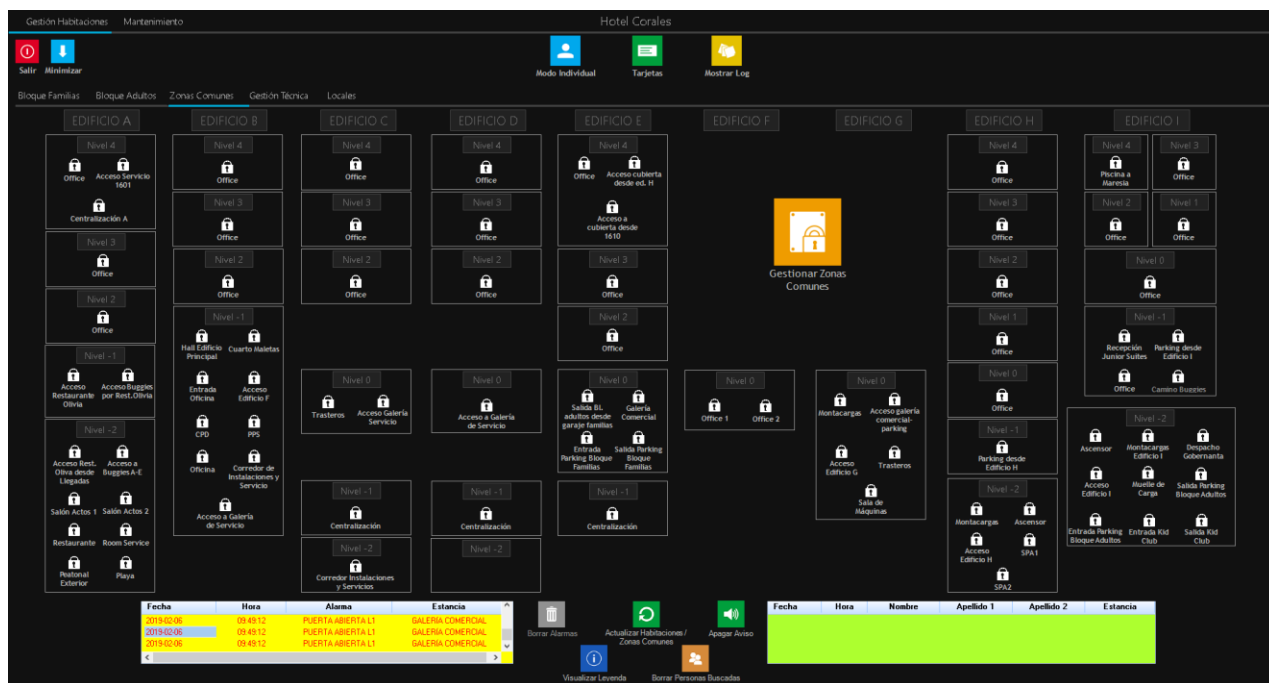 Gestión Habitaciones Mantenimiento Hotel Corales
Salir Minimizar Modo Individual Tarjetas Mostrar Log
Bloque Familias Bloque Adultos Zonas Comunes Gestión Técnica Locales
EDIFICIO A
Nivel 4
Office Acceso Servicio
1601
Centralización A
Nivel 3
Office
Nivel 2
Office
Nivel -1
Acceso
Restaurante
Olivia
Acceso Buggies
por Rest.Olivia
Nivel -2
Acceso Rest.
Oliva desde
Llegadas
Acceso a
Buggies A-E
Salón Actos 1 Salón Actos 2
Restaurante Room Service
Peatonal
Exterior
Playa
EDIFICIO B
Nivel 4
Office
Nivel 3
Office
Nivel 2
Office
Nivel -1
Hall Edificio
Principal
Cuarto Maletas
Entrada
Oficina
Acceso
Edificio F
CPD PPS
Oficina
Corredor de
Instalaciones y
Servicio
Acceso a Galería
de Servicio
EDIFICIO C
Nivel 4
Office
Nivel 3
Office
Nivel 2
Office
Nivel 0
Trasteros
Acceso Galería
Servicio
Nivel -1
Centralización
Nivel -2
Corredor Instalaciones
y Servicios
EDIFICIO D
Nivel 4
Office
Nivel 3
Office
Nivel 2
Office
Nivel 0
Acceso a Galería
de Servicio
Nivel -1
Centralización
Nivel -2
EDIFICIO E
Nivel 4
Office
Acceso cubierta
desde ed. H
Acceso a
cubierta desde
1610
Nivel 3
Office
Nivel 2
Office
Nivel 0
Salida Bl.
adultos desde
garaje familias
Galería
Comercial
Entrada
Parking Bloque
Familias
Salida Parking
Bloque
Familias
Nivel -1
Centralización
EDIFICIO F
Nivel 0
Office 1 Office 2
EDIFICIO G
Gestionar Zonas
Comunes
Nivel 0
Montacargas
Acceso galería
comercial-
parking
Acceso
Edificio G
Trasteros
Sala de
Máquinas
EDIFICIO H
Nivel 4
Office
Nivel 3
Office
Nivel 2
Office
Nivel 1
Office
Nivel 0
Office
Nivel -1
Parking desde
Edificio H
Nivel -2
Montacargas Ascensor
Acceso
Edificio H
SPA1
SPA2
EDIFICIO I
Nivel 4
Piscina a
Maresia
Nivel 3
Office
Nivel 2
Office
Nivel 1
Office
Nivel 0
Office
Nivel -1
Recepción
Junior Suites
Parking desde
Edificio I
Office Camino Buggies
Nivel -2
Ascensor
Montacargas
Edificio I
Despacho
Gobernanta
Acceso
Edificio I
Muelle de
Carga
Salida Parking
Bloque Adultos
Entrada Parking
Bloque Adultos
Entrada Kid
Club
Salida Kid
Club
Fecha Hora Alarma Estancia
2019-02-06 09:49:12 PUERTA ABIERTA L1 GALERÍA COMERCIAL
2019-02-06 09:49:12 PUERTA ABIERTA L1 GALERÍA COMERCIAL
2019-02-06 09:49:12 PUERTA ABIERTA L1 GALERÍA COMERCIAL
Borrar Alarmas
Actualizar Habitaciones /
Zonas Comunes
Apagar Aviso
Visualizar Leyenda Borrar Personas Buscadas
Fecha Hora Nombre Apellido 1 Apellido 2 Estancia